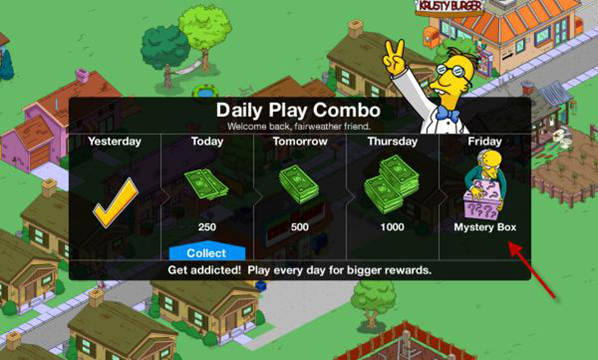 KRUSTY BURGER
Daily Play Combo
Welcome back, fairweather friend.
Yesterday Today Tomorrow Thursday Friday
250 500 1000 Mystery Box
Collect
Get addicted! Play every day for bigger rewards.
????